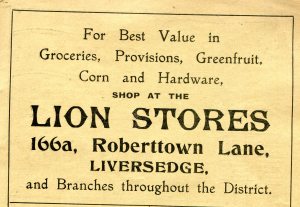 For Best Value in
Groceries, Provisions, Greenfruit,
Corn and Hardware,
SHOP AT THE
LION STORES
166a, Roberttown Lane,
LIVERSEDGE,
and Branches throughout the District.